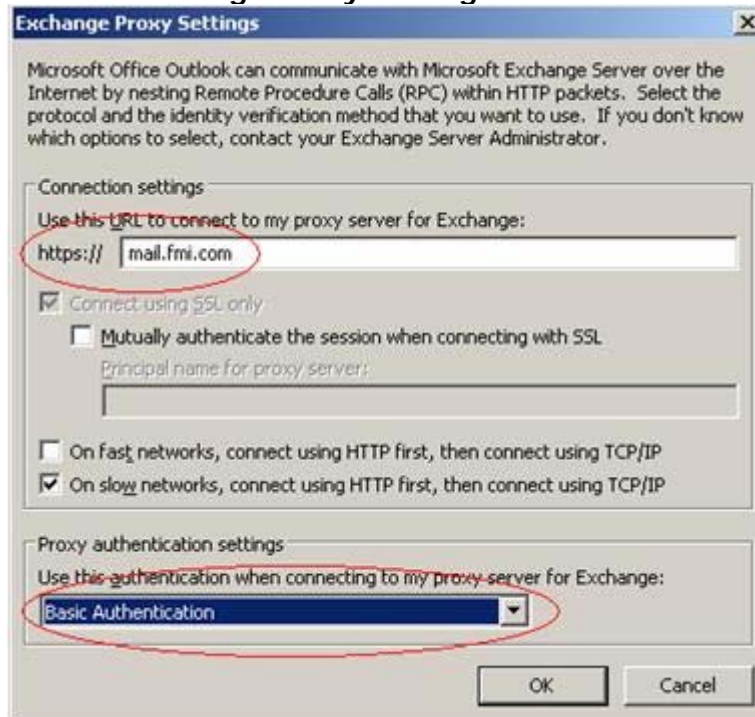 Exchange Proxy Settings
Microsoft Office Outlook can communicate with Microsoft Exchange Server over the
Internet by nesting Remote Procedure Calls (RPC) within HTTP packets. Select the
protocol and the identity verification method that you want to use. If you don't know
which options to select, contact your Exchange Server Administrator.
Connection settings
Use this URL to connect to my proxy server for Exchange:
https:// mail.fmi.com
Connect using SSL only
Mutually authenticate the session when connecting with SSL
Principal name for proxy server:
On fast networks, connect using HTTP first, then connect using TCP/IP
On slow networks, connect using HTTP first, then connect using TCP/IP
Proxy authentication settings
Use this authentication when connecting to my proxy server for Exchange:
Basic Authentication
OK Cancel